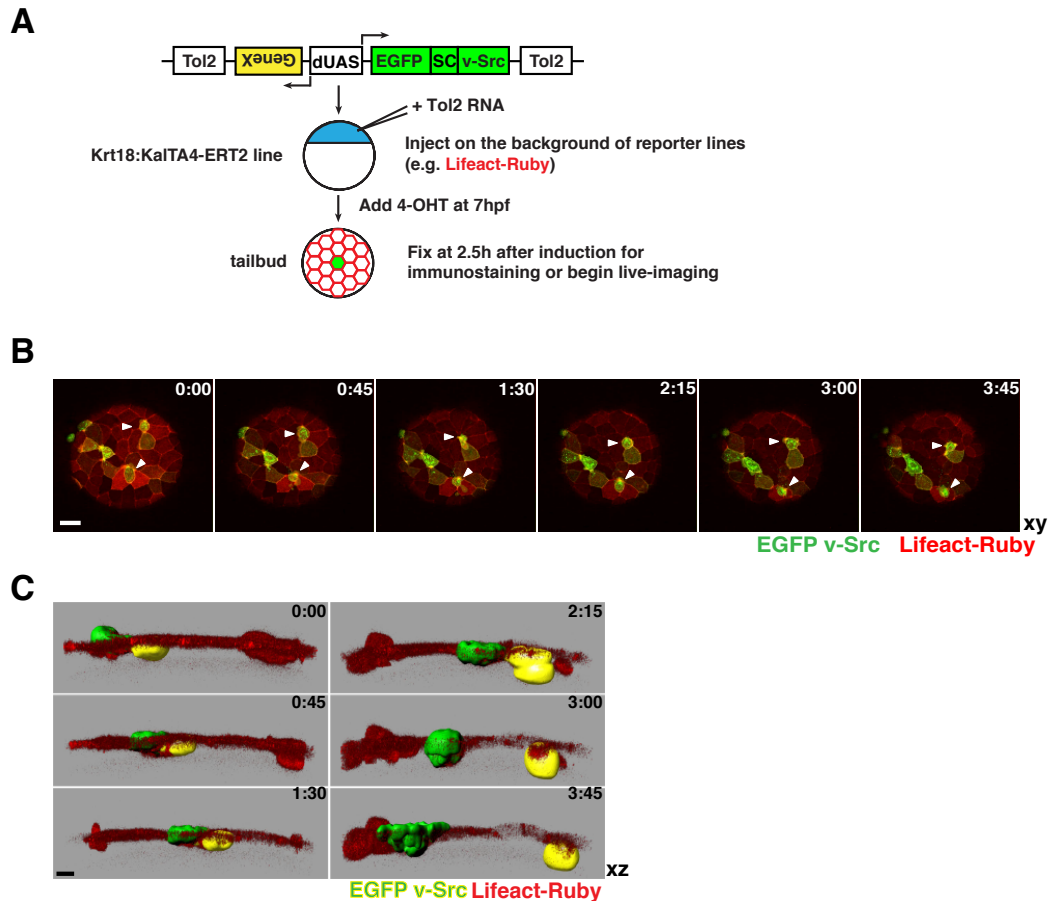 A
Tol2 GeneX dUAS EGFP SC v-Src Tol2
+ Tol2 RNA
Krt18:KalTA4-ERT2 line
Inject on the background of reporter lines
(e.g. Lifeact-Ruby)
Add 4-OHT at 7hpf
tailbud
Fix at 2.5h after induction for
immunostaining or begin live-imaging
B
0:00 0:45 1:30 2:15 3:00 3:45
xy
EGFP v-Src Lifeact-Ruby
C
0:00 2:15
0:45 3:00
1:30 3:45
xz
EGFP v-Src Lifeact-Ruby